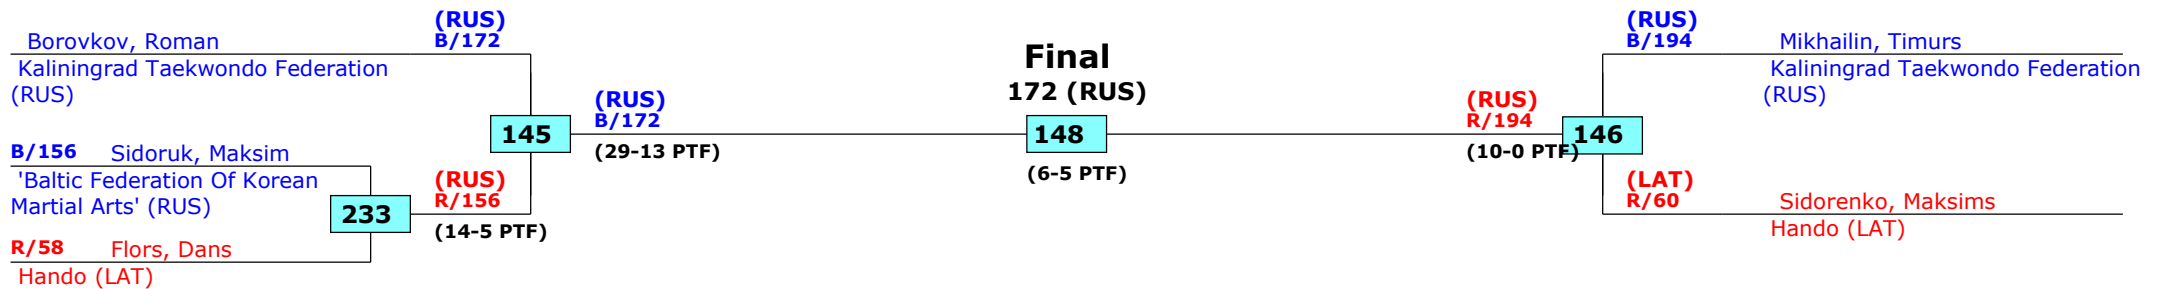 (RUS)
B/172
Borovkov, Roman
Kaliningrad Taekwondo Federation
(RUS)
B/156 Sidoruk, Maksim
'Baltic Federation Of Korean
Martial Arts' (RUS)
R/58 Flors, Dans
Hando (LAT)
233
(RUS)
R/156
(14-5 PTF)
145
(RUS)
B/172
(29-13 PTF)
Final
172 (RUS)
148
(6-5 PTF)
(RUS)
R/194
(10-0 PTF)
146
(RUS)
B/194
Mikhailin, Timurs
Kaliningrad Taekwondo Federation
(RUS)
(LAT)
R/60
Sidorenko, Maksims
Hando (LAT)